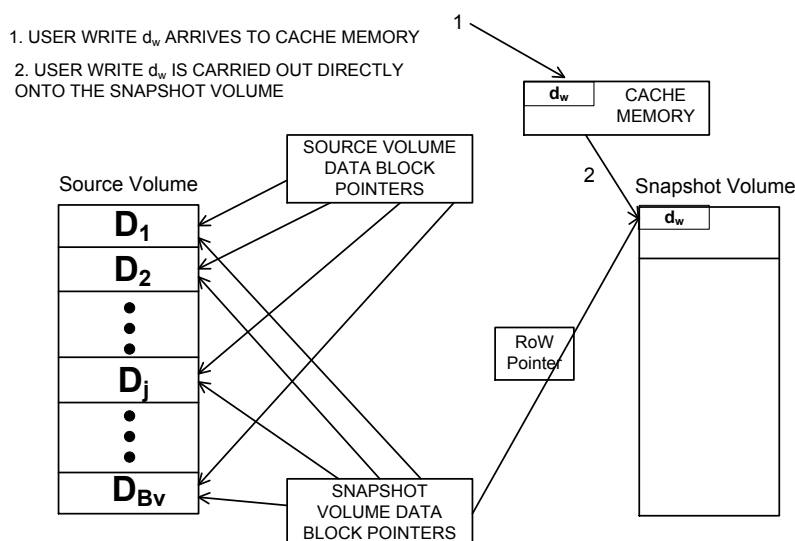 1. USER WRITE dw ARRIVES TO CACHE MEMORY
2. USER WRITE dw IS CARRIED OUT DIRECTLY
ONTO THE SNAPSHOT VOLUME
1
dw
CACHE
MEMORY
2
SOURCE VOLUME
DATA BLOCK
POINTERS
Source Volume
D1
D2
Dj
DBv
Snapshot Volume
dw
RoW
Pointer
SNAPSHOT
VOLUME DATA
BLOCK POINTERS